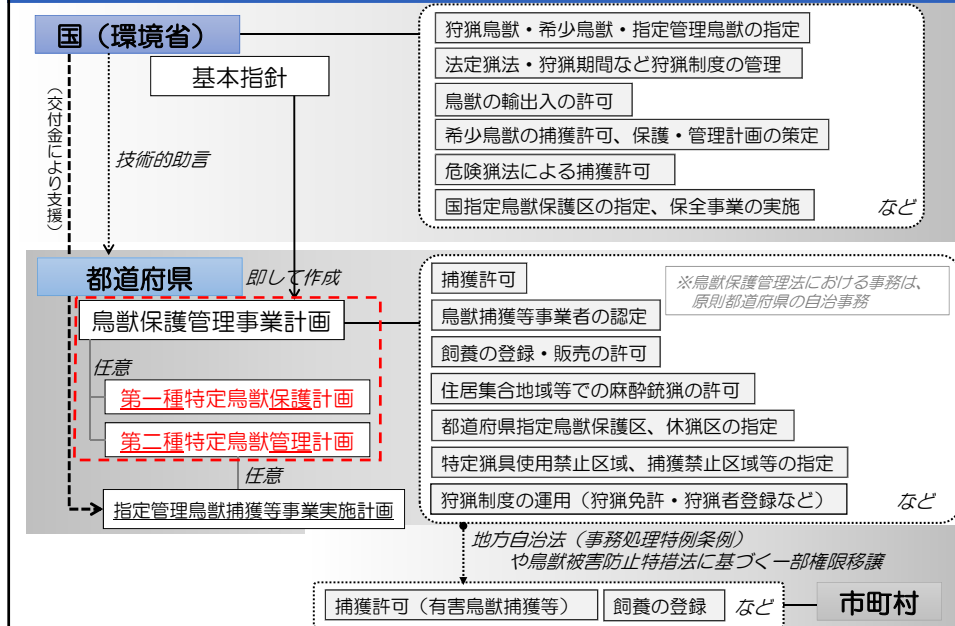 国（環境省）
基本指針
（交付金により支援）
技術的助言
狩猟鳥獣・希少鳥獣・指定管理鳥獣の指定
法定猟法・狩猟期間など狩猟制度の管理
鳥獣の輸出入の許可
希少鳥獣の捕獲許可、保護・管理計画の策定
危険猟法による捕獲許可
国指定鳥獣保護区の指定、保全事業の実施
など
都道府県
即して作成
鳥獣保護管理事業計画
任意
第一種特定鳥獣保護計画
第二種特定鳥獣管理計画
任意
指定管理鳥獣捕獲等事業実施計画
捕獲許可
※鳥獣保護管理法における事務は、
原則都道府県の自治事務
鳥獣捕獲等事業者の認定
飼養の登録・販売の許可
住居集合地域等での麻酔銃猟の許可
都道府県指定鳥獣保護区、休猟区の指定
特定猟具使用禁止区域、捕獲禁止区域等の指定
狩猟制度の運用（狩猟免許・狩猟者登録など）
など
地方自治法（事務処理特例条例）
や鳥獣被害防止特措法に基づく一部権限移譲
捕獲許可（有害鳥獣捕獲等）
飼養の登録
など
市町村